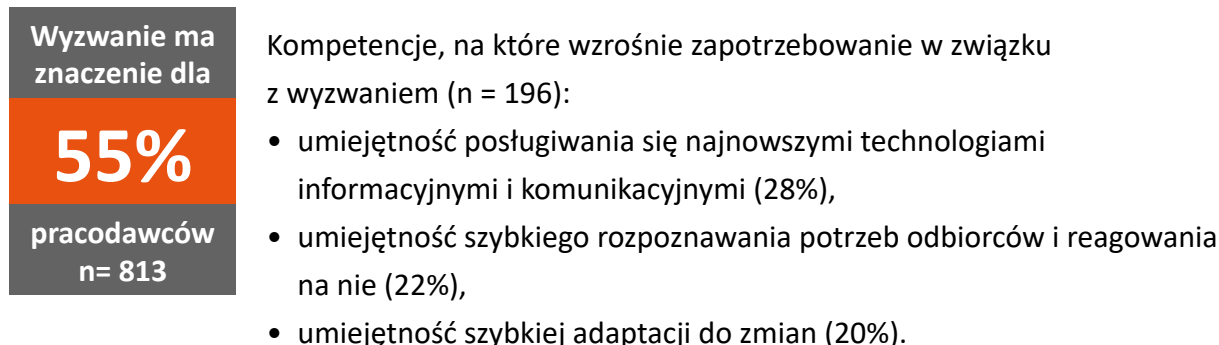 Wyzwanie ma
znaczenie dla
55%
pracodawców
n= 813
Kompetencje, na które wzrośnie zapotrzebowanie w związku
z wyzwaniem (n = 196):
• umiejętność posługiwania się najnowszymi technologiami
informacyjnymi i komunikacyjnymi (28%),
• umiejętność szybkiego rozpoznawania potrzeb odbiorców i reagowania
na nie (22%),
• umiejętność szybkiej adaptacji do zmian (20%).